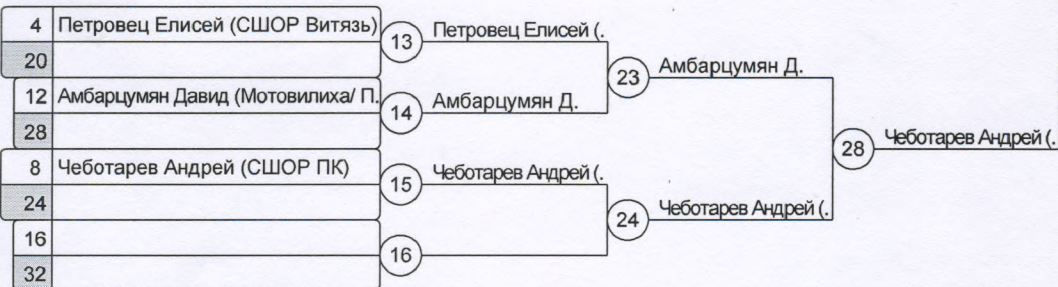 4 Петровец Елисей (СШОР Витязь)
20
12 Амбарцумян Давид (Мотовилиха/ П.
28
8 Чеботарев Андрей (СШОР ПК)
24
16
32
13 Петровец Елисей (.
14 Амбарцумян Д.
15 Чеботарев Андрей (.
16
23 Амбарцумян Д.
24 Чеботарев Андрей (.
28 Чеботарев Андрей (.